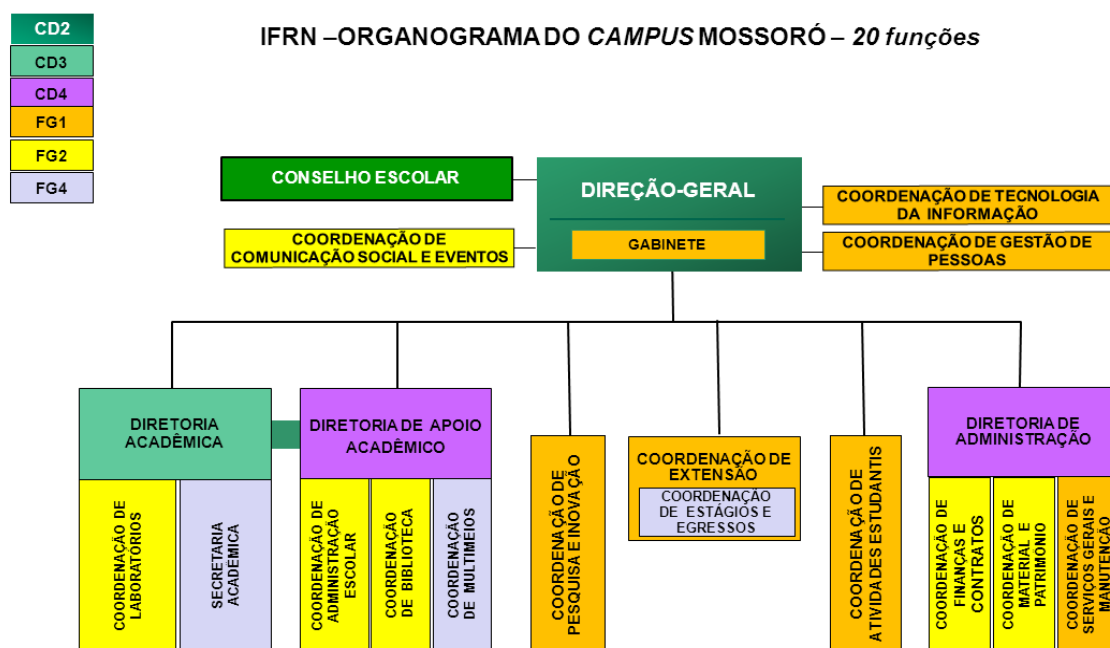 CD2
CD3
CD4
FG1
FG2
FG4
IFRN –ORGANOGRAMA DO CAMPUS MOSSORÓ – 20 funções
CONSELHO ESCOLAR
DIREÇÃO-GERAL
GABINETE
COORDENAÇÃO DE
COMUNICAÇÃO SOCIAL E EVENTOS
COORDENAÇÃO DE TECNOLOGIA
DA INFORMAÇÃO
COORDENAÇÃO DE GESTÃO DE
PESSOAS
DIRETORIA
ACADÊMICA
COORDENAÇÃO DE
LABORATÓRIOS
SECRETARIA
ACADÊMICA
DIRETORIA DE APOIO
ACADÊMICO
COORDENAÇÃO DE
ADMINISTRAÇÃO
ESCOLAR
COORDENAÇÃO
DE BIBLIOTECA
COORDENAÇÃO
DE MULTIMEIOS
COORDENAÇÃO DE
PESQUISA E INOVAÇÃO
COORDENAÇÃO DE
EXTENSÃO
COORDENAÇÃO
DE ESTÁGIOS E
EGRESSOS
COORDENAÇÃO DE
ATIVIDADES ESTUDANTIS
DIRETORIA DE
ADMINISTRAÇÃO
COORDENAÇÃO DE
FINANÇAS E
CONTRATOS
COORDENAÇÃO DE
MATERIAL E
PATRIMONIO
COORDENAÇÃO DE
SERVIÇOS GERAIS E
MANUTENÇÃO